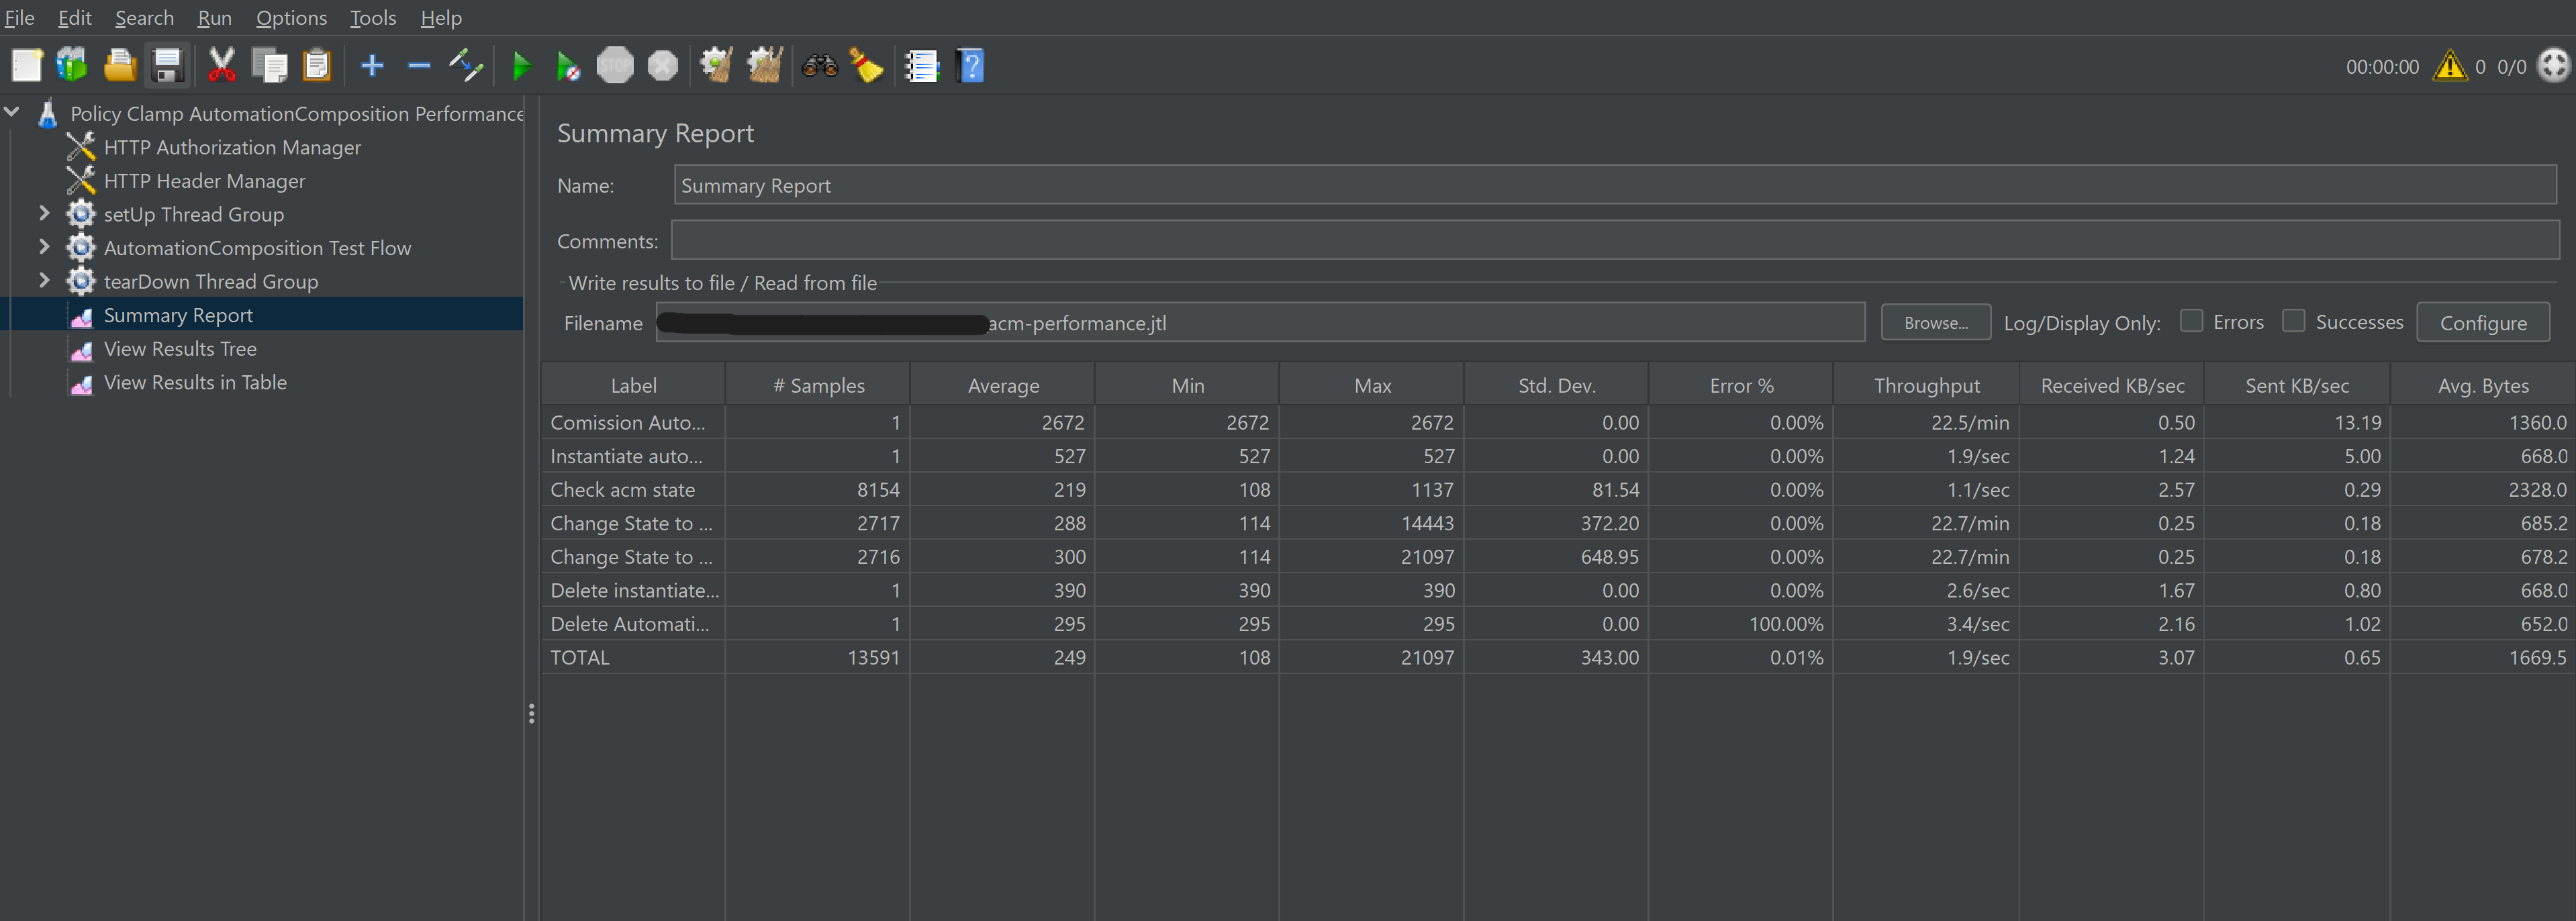 File Edit Search Run Options Tools Help
STOP
00:00:00 0 0/0
Policy Clamp AutomationComposition Performance
HTTP Authorization Manager
HTTP Header Manager
setUp Thread Group
AutomationComposition Test Flow
tearDown Thread Group
Summary Report
View Results Tree
View Results in Table
Summary Report
Name: Summary Report
Comments:
Write results to file / Read from file
Filename acm-performance.jtl Browse... Log/Display Only: Errors Successes Configure
Label # Samples Average Min Max Std. Dev. Error % Throughput Received KB/sec Sent KB/sec Avg. Bytes
Comission Auto... 1 2672 2672 2672 0.00 0.00% 22.5/min 0.50 13.19 1360.0
Instantiate auto... 1 527 527 527 0.00 0.00% 1.9/sec 1.24 5.00 668.0
Check acm state 8154 219 108 1137 81.54 0.00% 1.1/sec 2.57 0.29 2328.0
Change State to ... 2717 288 114 14443 372.20 0.00% 22.7/min 0.25 0.18 685.2
Change State to ... 2716 300 114 21097 648.95 0.00% 22.7/min 0.25 0.18 678.2
Delete instantiate... 1 390 390 390 0.00 0.00% 2.6/sec 1.67 0.80 668.0
Delete Automati... 1 295 295 295 0.00 100.00% 3.4/sec 2.16 1.02 652.0
TOTAL 13591 249 108 21097 343.00 0.01% 1.9/sec 3.07 0.65 1669.5